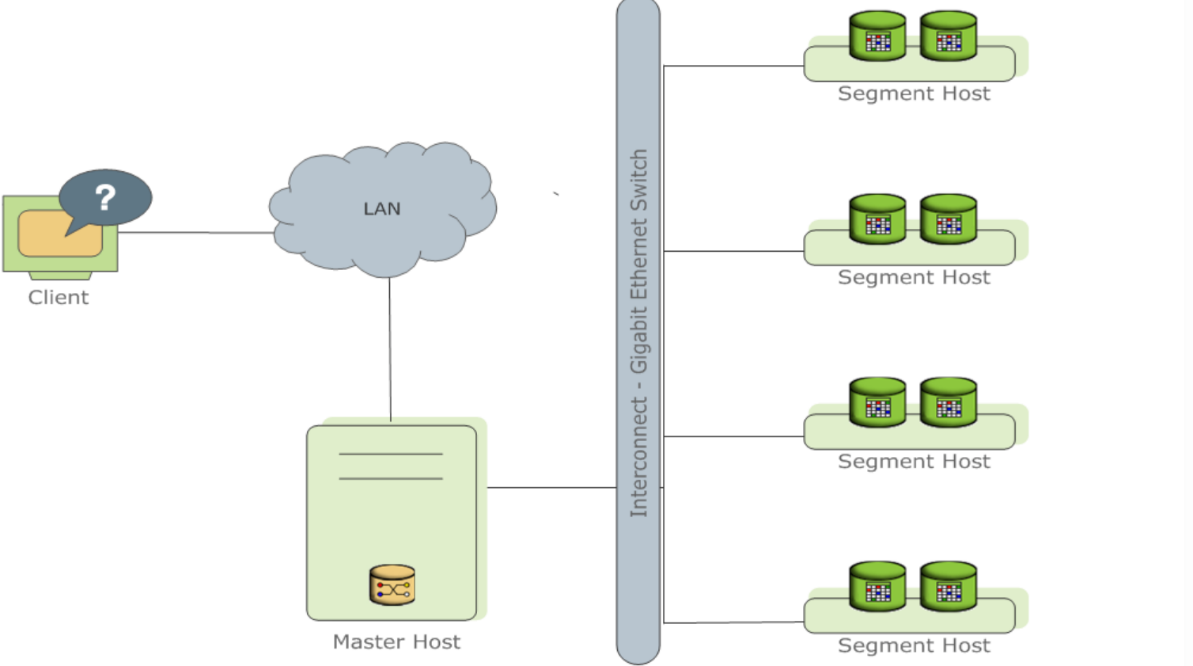 Segment Host
?
LAN
Interconnect - Gigabit Ethernet Switch
Segment Host
Client
Segment Host
Master Host
Segment Host